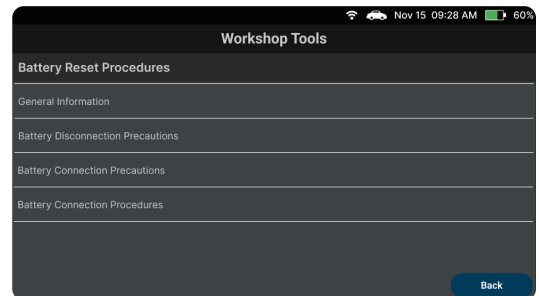 Nov 15 09:28 AM 60%
Workshop Tools
Battery Reset Procedures
General Information
Battery Disconnection Precautions
Battery Connection Precautions
Battery Connection Procedures
Back